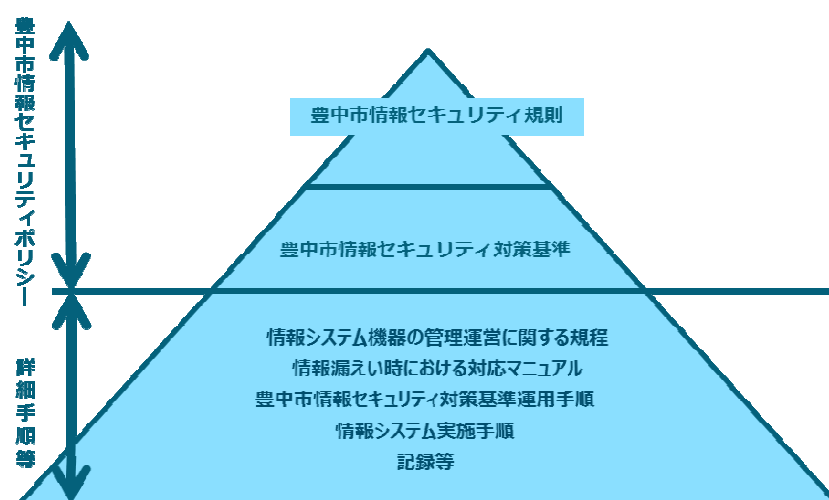 豊中市情報セキュリティポリシー
豊中市情報セキュリティ規則
豊中市情報セキュリティ対策基準
詳細手順等
情報システム機器の管理運営に関する規程
情報漏えい時における対応マニュアル
豊中市情報セキュリティ対策基準運用手順
情報システム実施手順
記録等